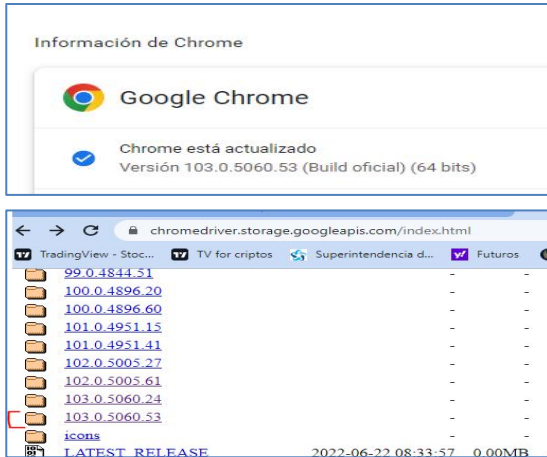 Información de Chrome
Google Chrome
Chrome está actualizado
Versión 103.0.5060.53 (Build oficial) (64 bits)
chromedriver.storage.googleapis.com/index.html
TradingView - Stoc... TV for criptos Superintendencia d... Futuros
99.0.4844.51 - -
100.0.4896.20 - -
100.0.4896.60 - -
101.0.4951.15 - -
101.0.4951.41 - -
102.0.5005.27 - -
102.0.5005.61 - -
103.0.5060.24 - -
103.0.5060.53 - -
icons - -
LATEST_RELEASE 2022-06-22 08:33:57 0.00MB